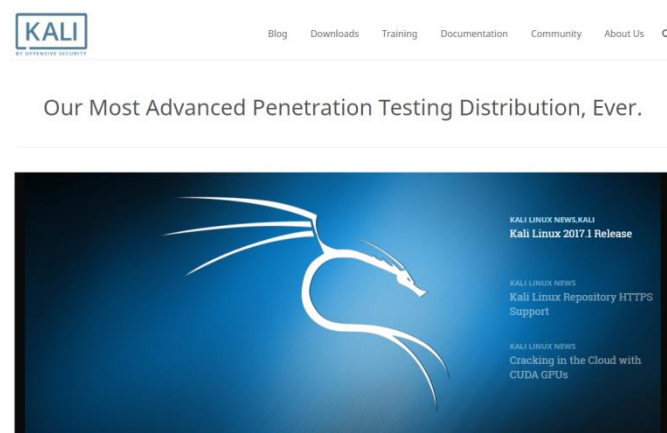 KALI
BY OFFENSIVE SECURITY
Blog Downloads Training Documentation Community About Us
Our Most Advanced Penetration Testing Distribution, Ever.
KALI LINUX NEWS,KALI
Kali Linux 2017.1 Release
KALI LINUX NEWS
Kali Linux Repository HTTPS
Support
KALI LINUX NEWS
Cracking in the Cloud with
CUDA GPUs